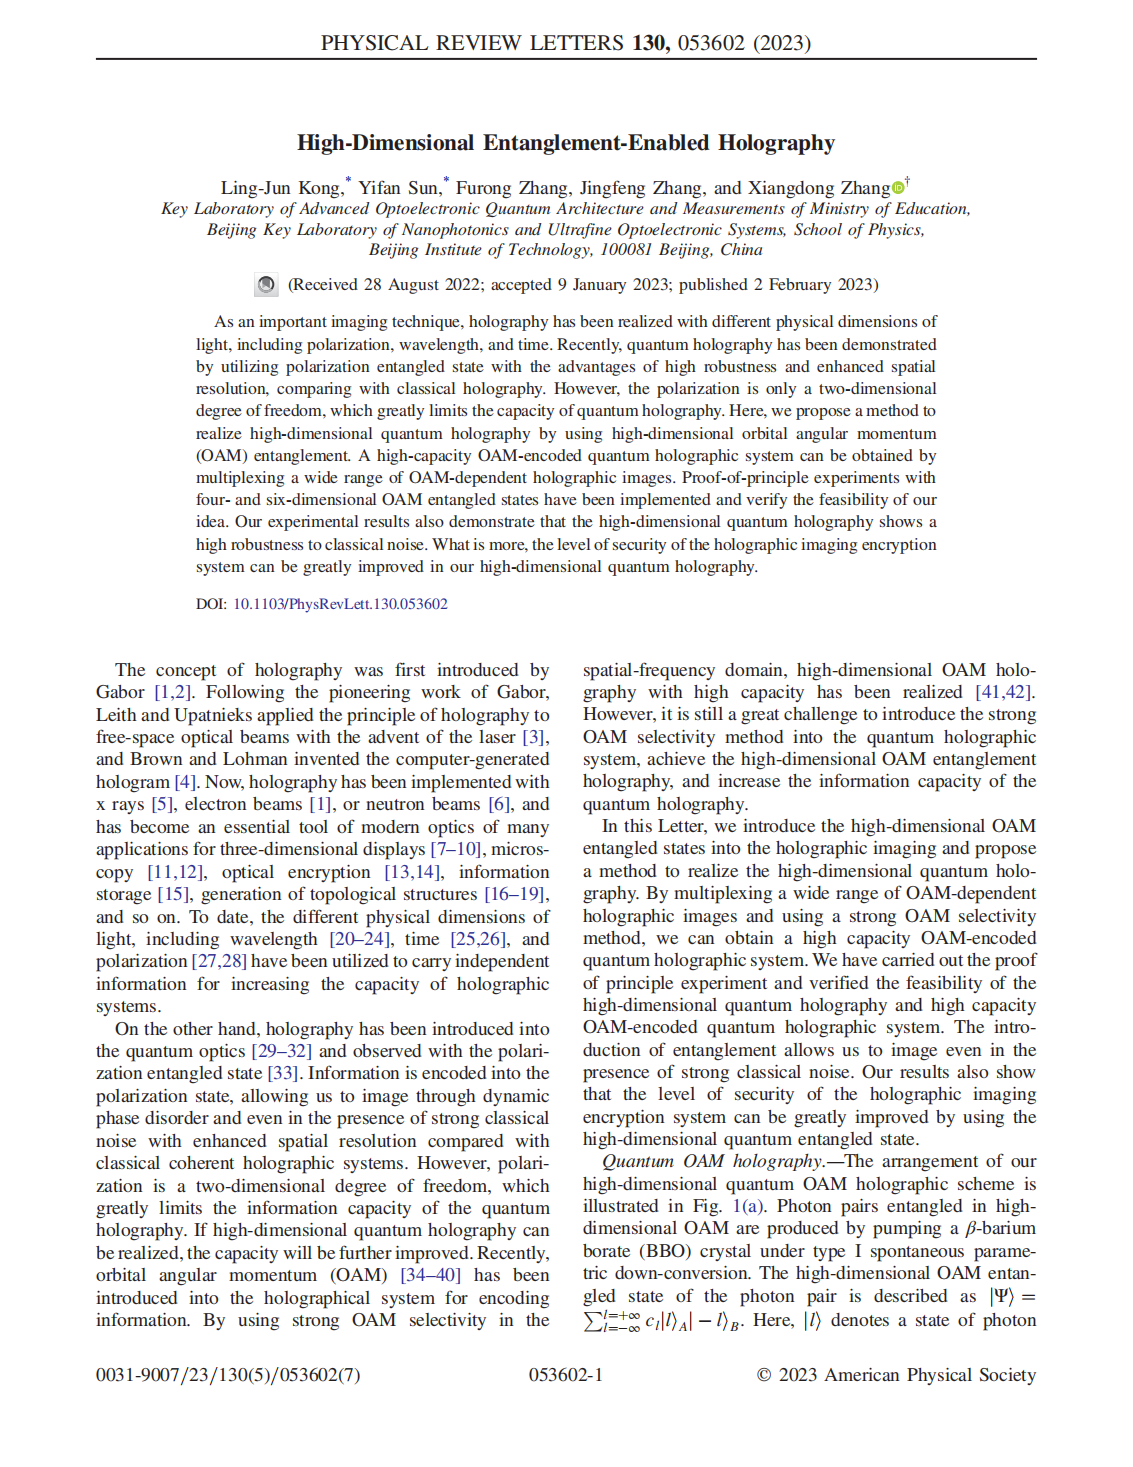 PHYSICAL REVIEW LETTERS 130, 053602 (2023)
High-Dimensional Entanglement-Enabled Holography
Ling-Jun Kong,* Yifan Sun,* Furong Zhang, Jingfeng Zhang, and Xiangdong Zhang iD †
Key Laboratory of Advanced Optoelectronic Quantum Architecture and Measurements of Ministry of Education,
Beijing Key Laboratory of Nanophotonics and Ultrafine Optoelectronic Systems, School of Physics,
Beijing Institute of Technology, 100081 Beijing, China
(Received 28 August 2022; accepted 9 January 2023; published 2 February 2023)
As an important imaging technique, holography has been realized with different physical dimensions of
light, including polarization, wavelength, and time. Recently, quantum holography has been demonstrated
by utilizing polarization entangled state with the advantages of high robustness and enhanced spatial
resolution, comparing with classical holography. However, the polarization is only a two-dimensional
degree of freedom, which greatly limits the capacity of quantum holography. Here, we propose a method to
realize high-dimensional quantum holography by using high-dimensional orbital angular momentum
(OAM) entanglement. A high-capacity OAM-encoded quantum holographic system can be obtained by
multiplexing a wide range of OAM-dependent holographic images. Proof-of-principle experiments with
four- and six-dimensional OAM entangled states have been implemented and verify the feasibility of our
idea. Our experimental results also demonstrate that the high-dimensional quantum holography shows a
high robustness to classical noise. What is more, the level of security of the holographic imaging encryption
system can be greatly improved in our high-dimensional quantum holography.
DOI: 10.1103/PhysRevLett.130.053602
The concept of holography was first introduced by
Gabor [1,2]. Following the pioneering work of Gabor,
Leith and Upatnieks applied the principle of holography to
free-space optical beams with the advent of the laser [3],
and Brown and Lohman invented the computer-generated
hologram [4]. Now, holography has been implemented with
x rays [5], electron beams [1], or neutron beams [6], and
has become an essential tool of modern optics of many
applications for three-dimensional displays [7–10], micros-
copy [11,12], optical encryption [13,14], information
storage [15], generation of topological structures [16–19],
and so on. To date, the different physical dimensions of
light, including wavelength [20–24], time [25,26], and
polarization [27,28] have been utilized to carry independent
information for increasing the capacity of holographic
systems.
On the other hand, holography has been introduced into
the quantum optics [29–32] and observed with the polari-
zation entangled state [33]. Information is encoded into the
polarization state, allowing us to image through dynamic
phase disorder and even in the presence of strong classical
noise with enhanced spatial resolution compared with
classical coherent holographic systems. However, polari-
zation is a two-dimensional degree of freedom, which
greatly limits the information capacity of the quantum
holography. If high-dimensional quantum holography can
be realized, the capacity will be further improved. Recently,
orbital angular momentum (OAM) [34–40] has been
introduced into the holographical system for encoding
information. By using strong OAM selectivity in the
spatial-frequency domain, high-dimensional OAM holo-
graphy with high capacity has been realized [41,42].
However, it is still a great challenge to introduce the strong
OAM selectivity method into the quantum holographic
system, achieve the high-dimensional OAM entanglement
holography, and increase the information capacity of the
quantum holography.
In this Letter, we introduce the high-dimensional OAM
entangled states into the holographic imaging and propose
a method to realize the high-dimensional quantum holo-
graphy. By multiplexing a wide range of OAM-dependent
holographic images and using a strong OAM selectivity
method, we can obtain a high capacity OAM-encoded
quantum holographic system. We have carried out the proof
of principle experiment and verified the feasibility of the
high-dimensional quantum holography and high capacity
OAM-encoded quantum holographic system. The intro-
duction of entanglement allows us to image even in the
presence of strong classical noise. Our results also show
that the level of security of the holographic imaging
encryption system can be greatly improved by using the
high-dimensional quantum entangled state.
Quantum OAM holography.—The arrangement of our
high-dimensional quantum OAM holographic scheme is
illustrated in Fig. 1(a). Photon pairs entangled in high-
dimensional OAM are produced by pumping a β-barium
borate (BBO) crystal under type I spontaneous parame-
tric down-conversion. The high-dimensional OAM entan-
gled state of the photon pair is described as |Ψ⟩ =
∑_{l=−∞}^{l=+∞} c_l|l⟩_A| − l⟩_B. Here, |l⟩ denotes a state of photon
0031-9007/23/130(5)/053602(7)
053602-1
© 2023 American Physical Society